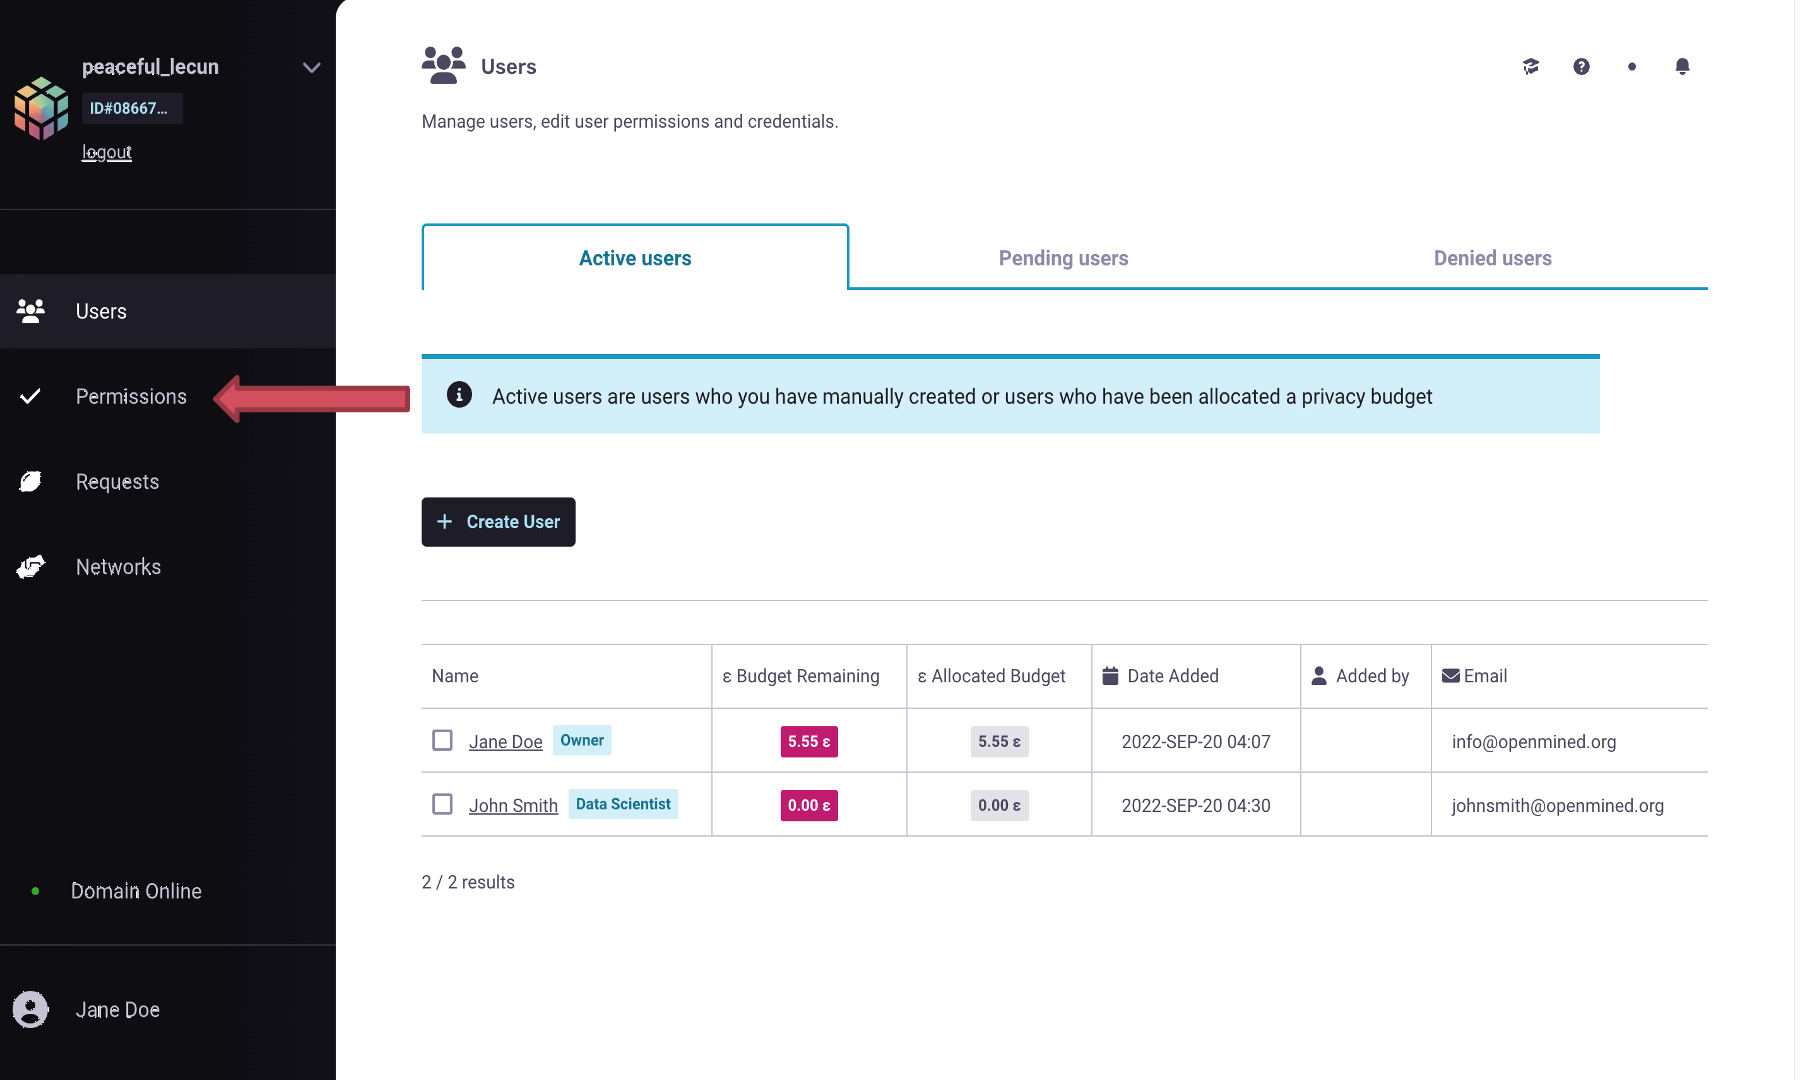 peaceful_lecun
ID#08667...
logout
Users
Permissions
Requests
Networks
Domain Online
Jane Doe
Users
Manage users, edit user permissions and credentials.
Active users Pending users Denied users
Active users are users who you have manually created or users who have been allocated a privacy budget
+ Create User
Name ε Budget Remaining ε Allocated Budget Date Added Added by Email
Jane Doe Owner 5.55 ε 5.55 ε 2022-SEP-20 04:07 info@openmined.org
John Smith Data Scientist 0.00 ε 0.00 ε 2022-SEP-20 04:30 johnsmith@openmined.org
2 / 2 results